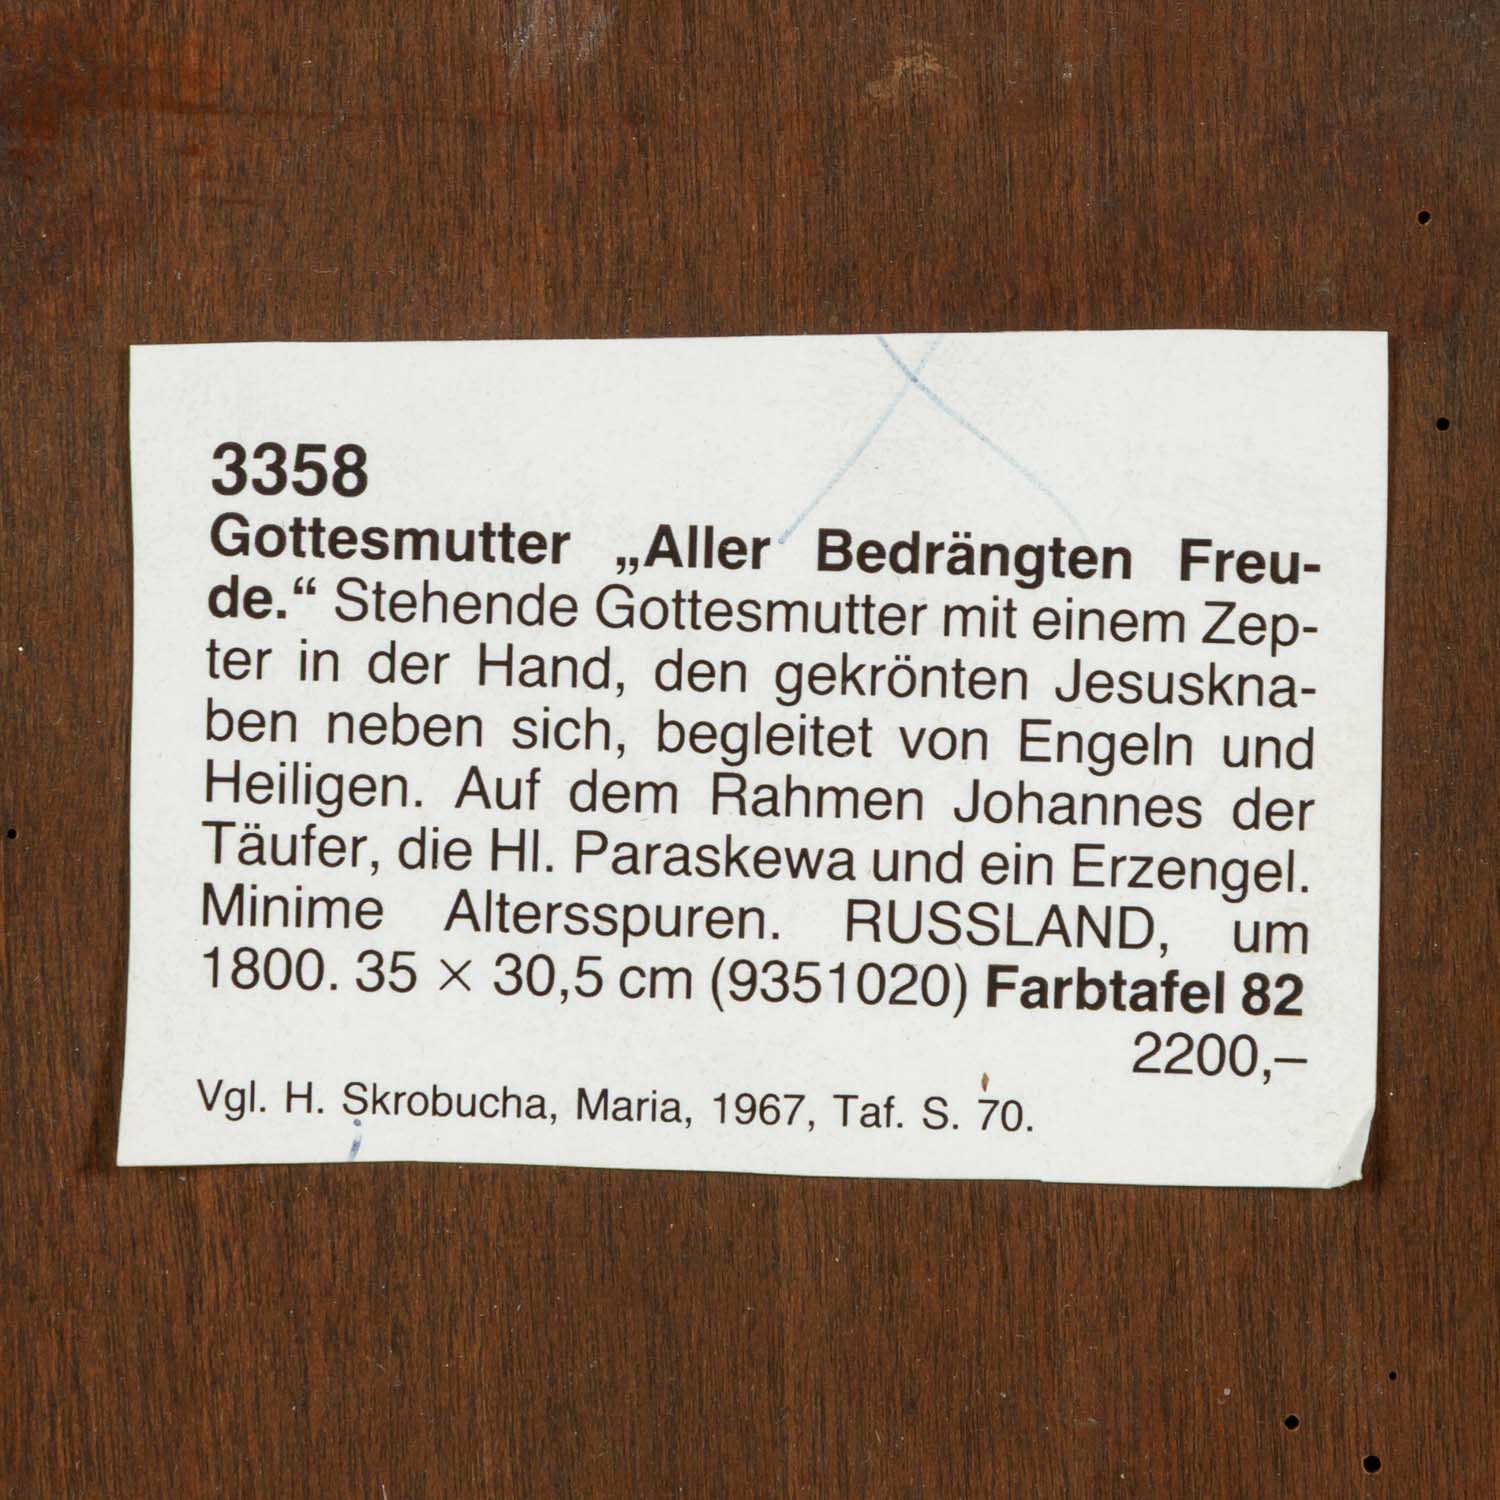 3358
Gottesmutter „Aller Bedrängten Freu-
de.“ Stehende Gottesmutter mit einem Zep-
ter in der Hand, den gekrönten Jesuskna-
ben neben sich, begleitet von Engeln und
Heiligen. Auf dem Rahmen Johannes der
Täufer, die Hl. Paraskewa und ein Erzengel.
Minime Altersspuren. RUSSLAND, um
1800. 35 × 30,5 cm (9351020) Farbtafel 82
2200,–
Vgl. H. Skrobucha, Maria, 1967, Taf. S. 70.